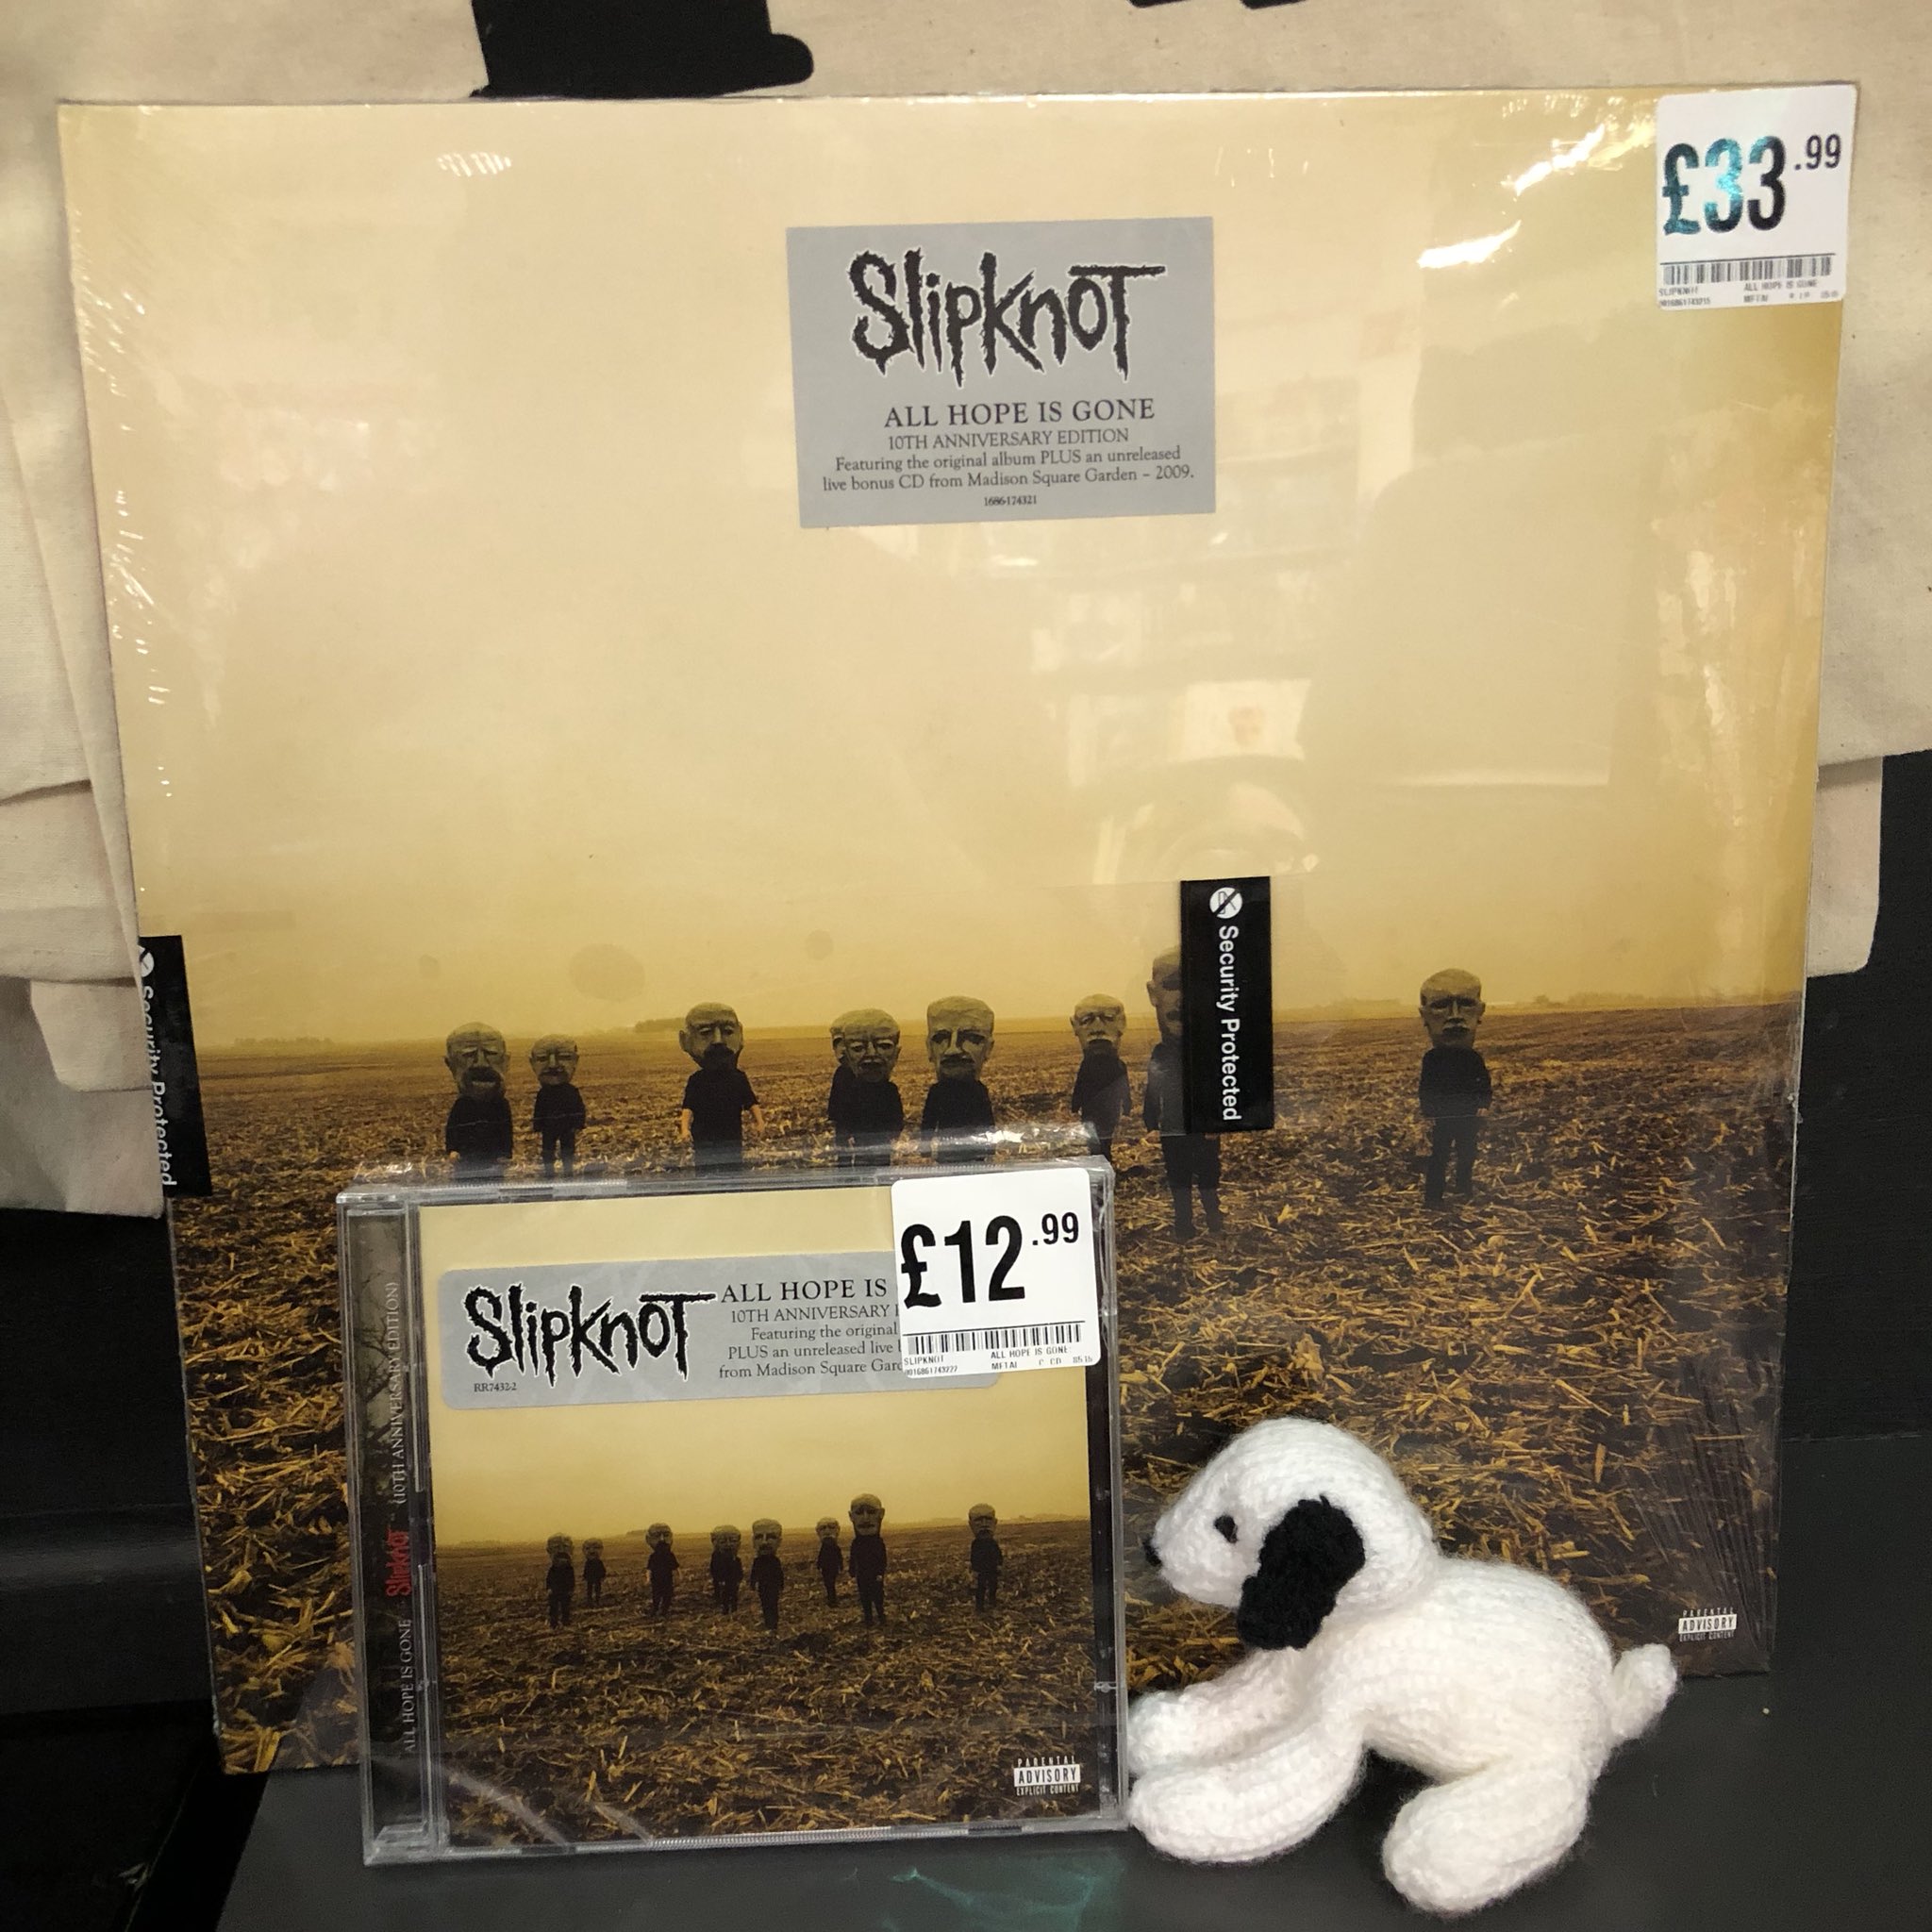 £33.99
SLIPKNOT ALL HOPE IS GONE
Slipknot
ALL HOPE IS GONE
10TH ANNIVERSARY EDITION
Featuring the original album PLUS an unreleased
live bonus CD from Madison Square Garden – 2009.
1686174321
Security Protected
Security Protected
£12.99
SLIPKNOT ALL HOPE IS GONE
Slipknot
ALL HOPE IS
10TH ANNIVERSARY
Featuring the original
PLUS an unreleased live
from Madison Square
RR7432-2
ALL HOPE IS GONE Slipknot (10TH ANNIVERSARY EDITION)
PARENTAL
ADVISORY
EXPLICIT CONTENT
PARENTAL
ADVISORY
EXPLICIT CONTENT